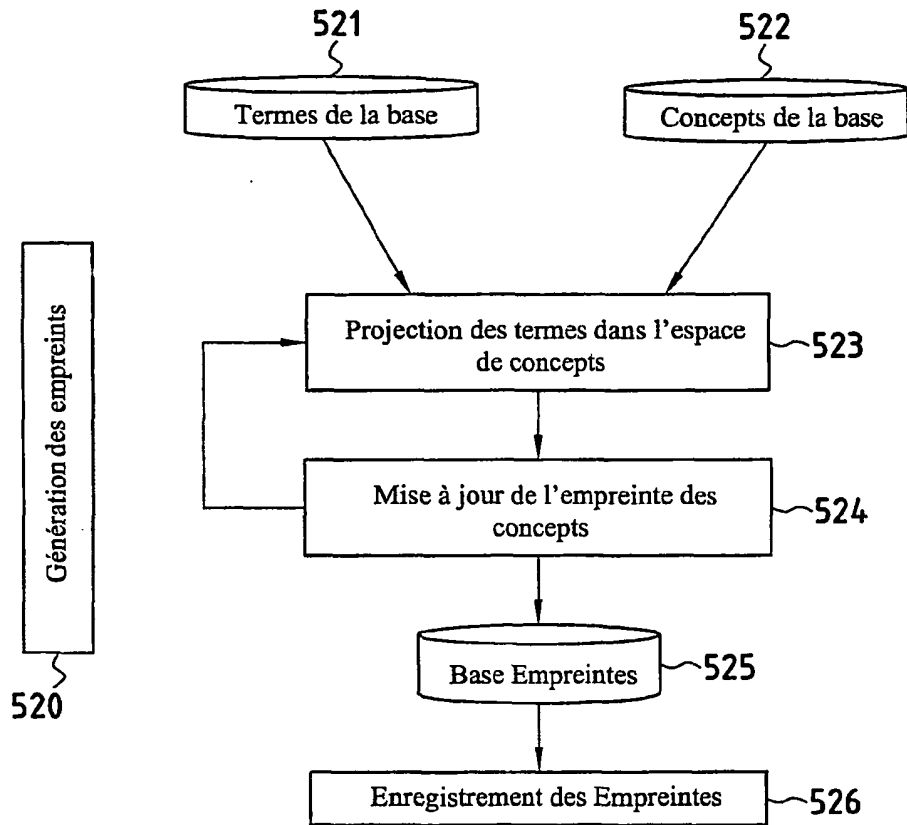 521
522
Termes de la base
Concepts de la base
Projection des termes dans l'espace
de concepts
523
Génération des empreints
Mise à jour de l'empreinte des
concepts
524
Base Empreintes
525
520
Enregistrement des Empreintes
526